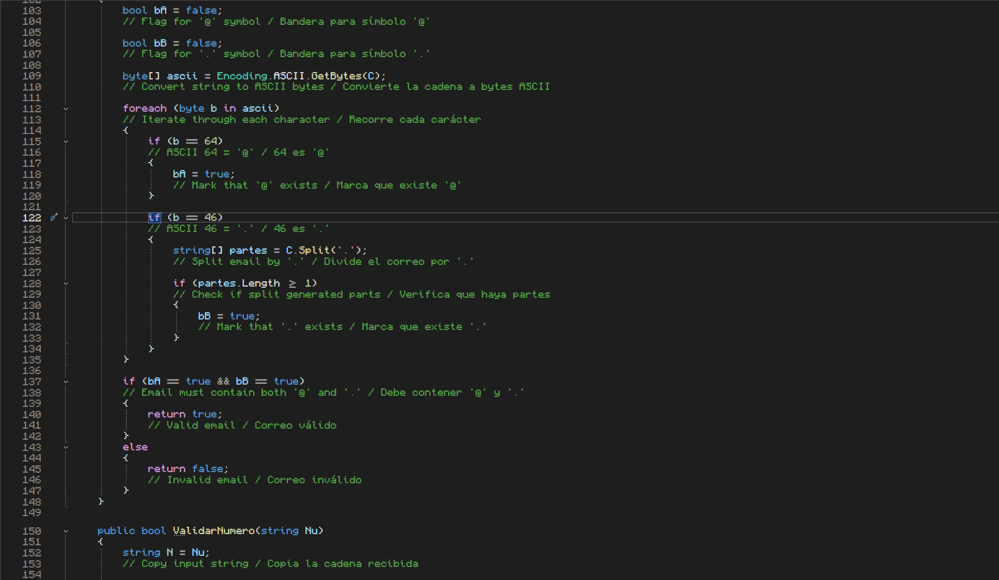 103 bool bA = false;
104 // Flag for '@' symbol / Bandera para símbolo '@'
105
106 bool bB = false;
107 // Flag for '.' symbol / Bandera para símbolo '.'
108
109 byte[] ascii = Encoding.ASCII.GetBytes(C);
110 // Convert string to ASCII bytes / Convierte la cadena a bytes ASCII
111
112 foreach (byte b in ascii)
113 // Iterate through each character / Recorre cada carácter
114 {
115 if (b == 64)
116 // ASCII 64 = '@' / 64 es '@'
117 {
118 bA = true;
119 // Mark that '@' exists / Marca que existe '@'
120 }
121
122 if (b == 46)
123 // ASCII 46 = '.' / 46 es '.'
124 {
125 string[] partes = C.Split('.');
126 // Split email by '.' / Divide el correo por '.'
127
128 if (partes.Length ≥ 1)
129 // Check if split generated parts / Verifica que haya partes
130 {
131 bB = true;
132 // Mark that '.' exists / Marca que existe '.'
133 }
134 }
135 }
136
137 if (bA == true && bB == true)
138 // Email must contain both '@' and '.' / Debe contener '@' y '.'
139 {
140 return true;
141 // Valid email / Correo válido
142 }
143 else
144 {
145 return false;
146 // Invalid email / Correo inválido
147 }
148 }
149
150 public bool ValidarNumero(string Nu)
151 {
152 string N = Nu;
153 // Copy input string / Copia la cadena recibida
154